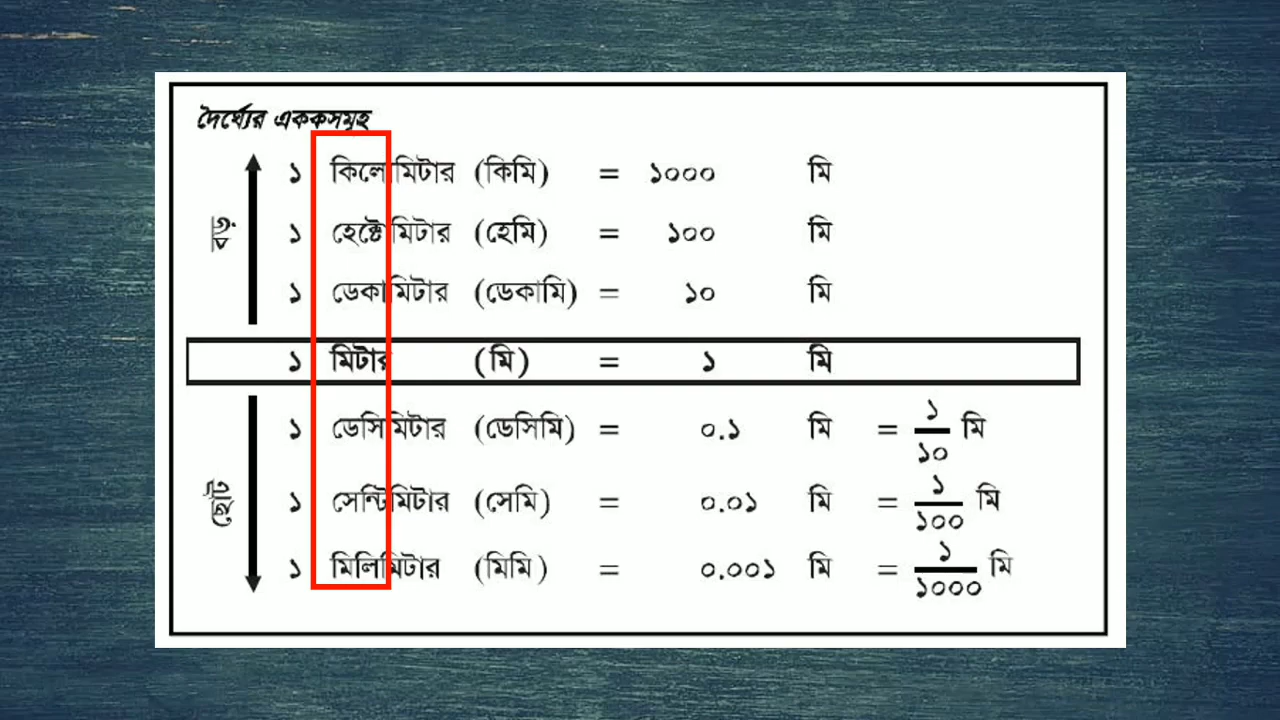 দৈর্ঘ্যের এককসমূহ
বড়
১ কিলোমিটার (কিমি) = ১০০০ মি
১ হেক্টোমিটার (হেমি) = ১০০ মি
১ ডেকামিটার (ডেকামি) = ১০ মি
১ মিটার (মি) = ১ মি
ছোট
১ ডেসিমিটার (ডেসিমি) = ০.১ মি = ১/১০ মি
১ সেন্টিমিটার (সেমি) = ০.০১ মি = ১/১০০ মি
১ মিলিমিটার (মিমি) = ০.০০১ মি = ১/১০০০ মি